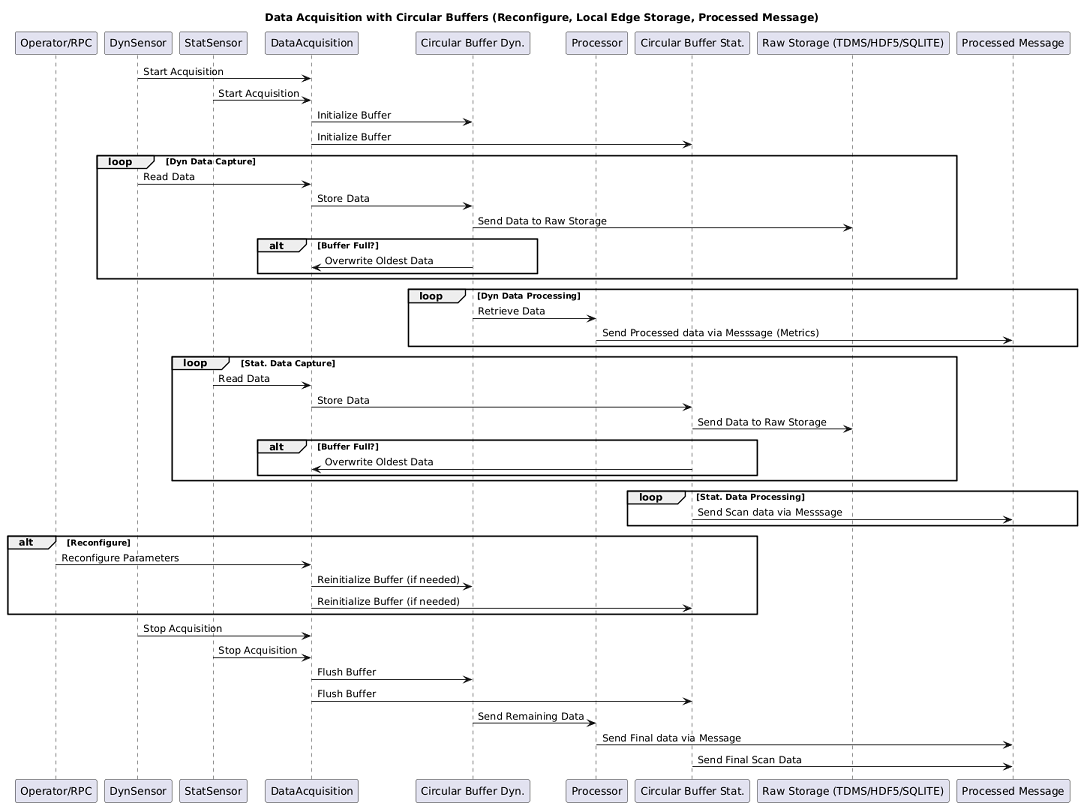 Data Acquisition with Circular Buffers (Reconfigure, Local Edge Storage, Processed Message)
Operator/RPC DynSensor StatSensor DataAcquisition Circular Buffer Dyn. Processor Circular Buffer Stat. Raw Storage (TDMS/HDF5/SQLITE) Processed Message
Start Acquisition
Start Acquisition
Initialize Buffer
Initialize Buffer
loop [Dyn Data Capture]
Read Data
Store Data
Send Data to Raw Storage
alt [Buffer Full?]
Overwrite Oldest Data
loop [Dyn Data Processing]
Retrieve Data
Send Processed data via Messsage (Metrics)
loop [Stat. Data Capture]
Read Data
Store Data
Send Data to Raw Storage
alt [Buffer Full?]
Overwrite Oldest Data
loop [Stat. Data Processing]
Send Scan data via Messsage
alt [Reconfigure]
Reconfigure Parameters
Reinitialize Buffer (if needed)
Reinitialize Buffer (if needed)
Stop Acquisition
Stop Acquisition
Flush Buffer
Flush Buffer
Send Remaining Data
Send Final data via Message
Send Final Scan Data
Operator/RPC DynSensor StatSensor DataAcquisition Circular Buffer Dyn. Processor Circular Buffer Stat. Raw Storage (TDMS/HDF5/SQLITE) Processed Message